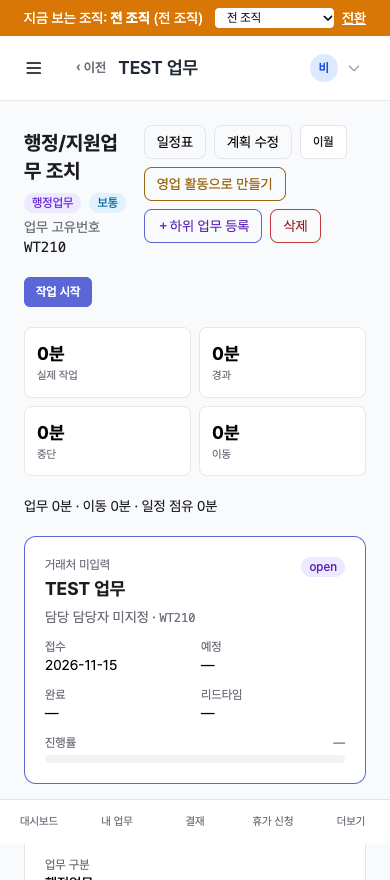 지금 보는 조직: 전 조직 (전 조직) 전 조직 전환
‹ 이전 TEST 업무 비
행정/지원업
무 조치
행정업무 보통
업무 고유번호
WT210
일정표 계획 수정 이월
영업 활동으로 만들기
+ 하위 업무 등록 삭제
작업 시작
0분 0분
실제 작업 경과
0분 0분
중단 이동
업무 0분 · 이동 0분 · 일정 점유 0분
거래처 미입력 open
TEST 업무
담당 담당자 미지정 · WT210
접수 예정
2026-11-15 —
완료 리드타임
— —
진행률 —
대시보드 내 업무 결재 휴가 신청 더보기
업무 구분
행정업무